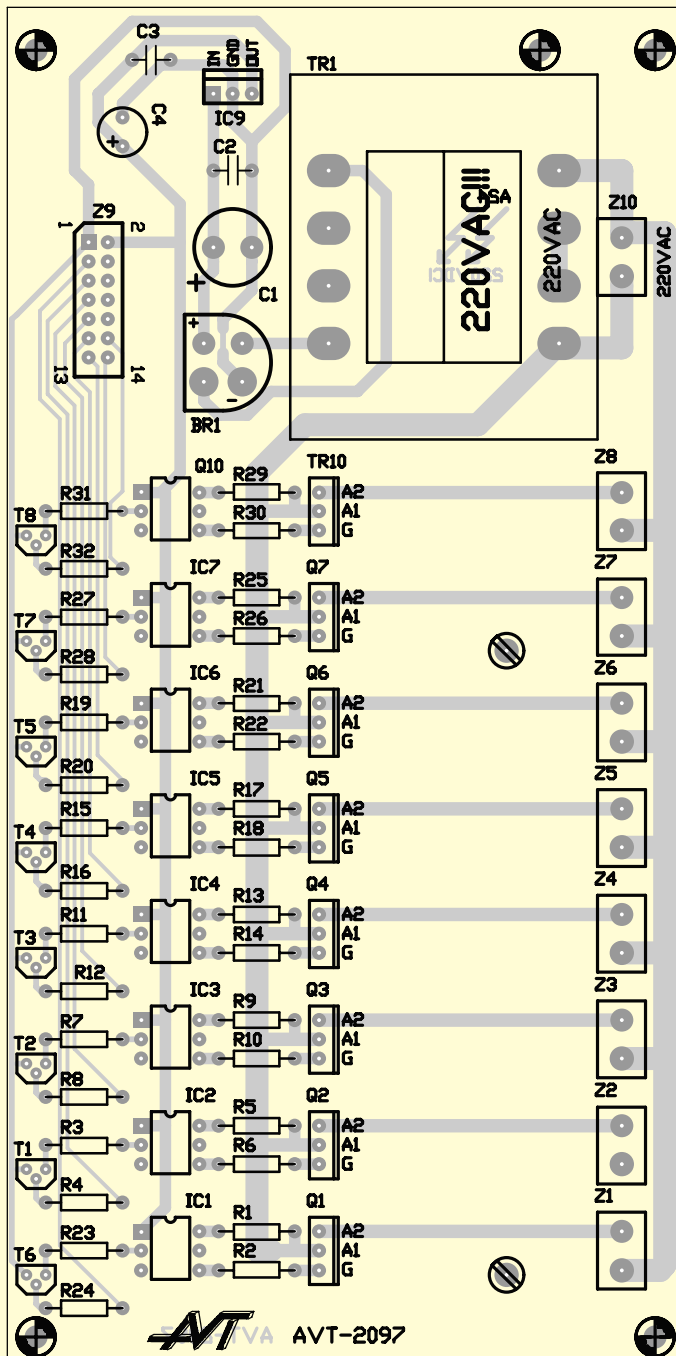 C3
IN
GND
OUT
TR1
IC9
C4
C2
Z9
1
2
220VAC!!!
220VAC
Z10
220VAC
+
C1
+
+
13
14
BR1
-
Q10
R29
TR10
Z8
R31
A2
T8
A1
R30
G
R32
IC7
R25
Q7
Z7
R27
A2
T7
A1
R26
G
R28
IC6
R21
Q6
Z6
R19
A2
T5
A1
R22
G
R20
IC5
R17
Q5
Z5
R15
A2
T4
A1
R18
G
R16
IC4
R13
Q4
Z4
R11
A2
T3
A1
R14
G
R12
IC3
R9
Q3
Z3
R7
A2
T2
A1
R10
G
R8
IC2
R5
Q2
Z2
R3
A2
T1
A1
R6
G
R4
IC1
R1
Q1
Z1
R23
A2
T6
A1
R2
G
R24
AVT
AVT-2097